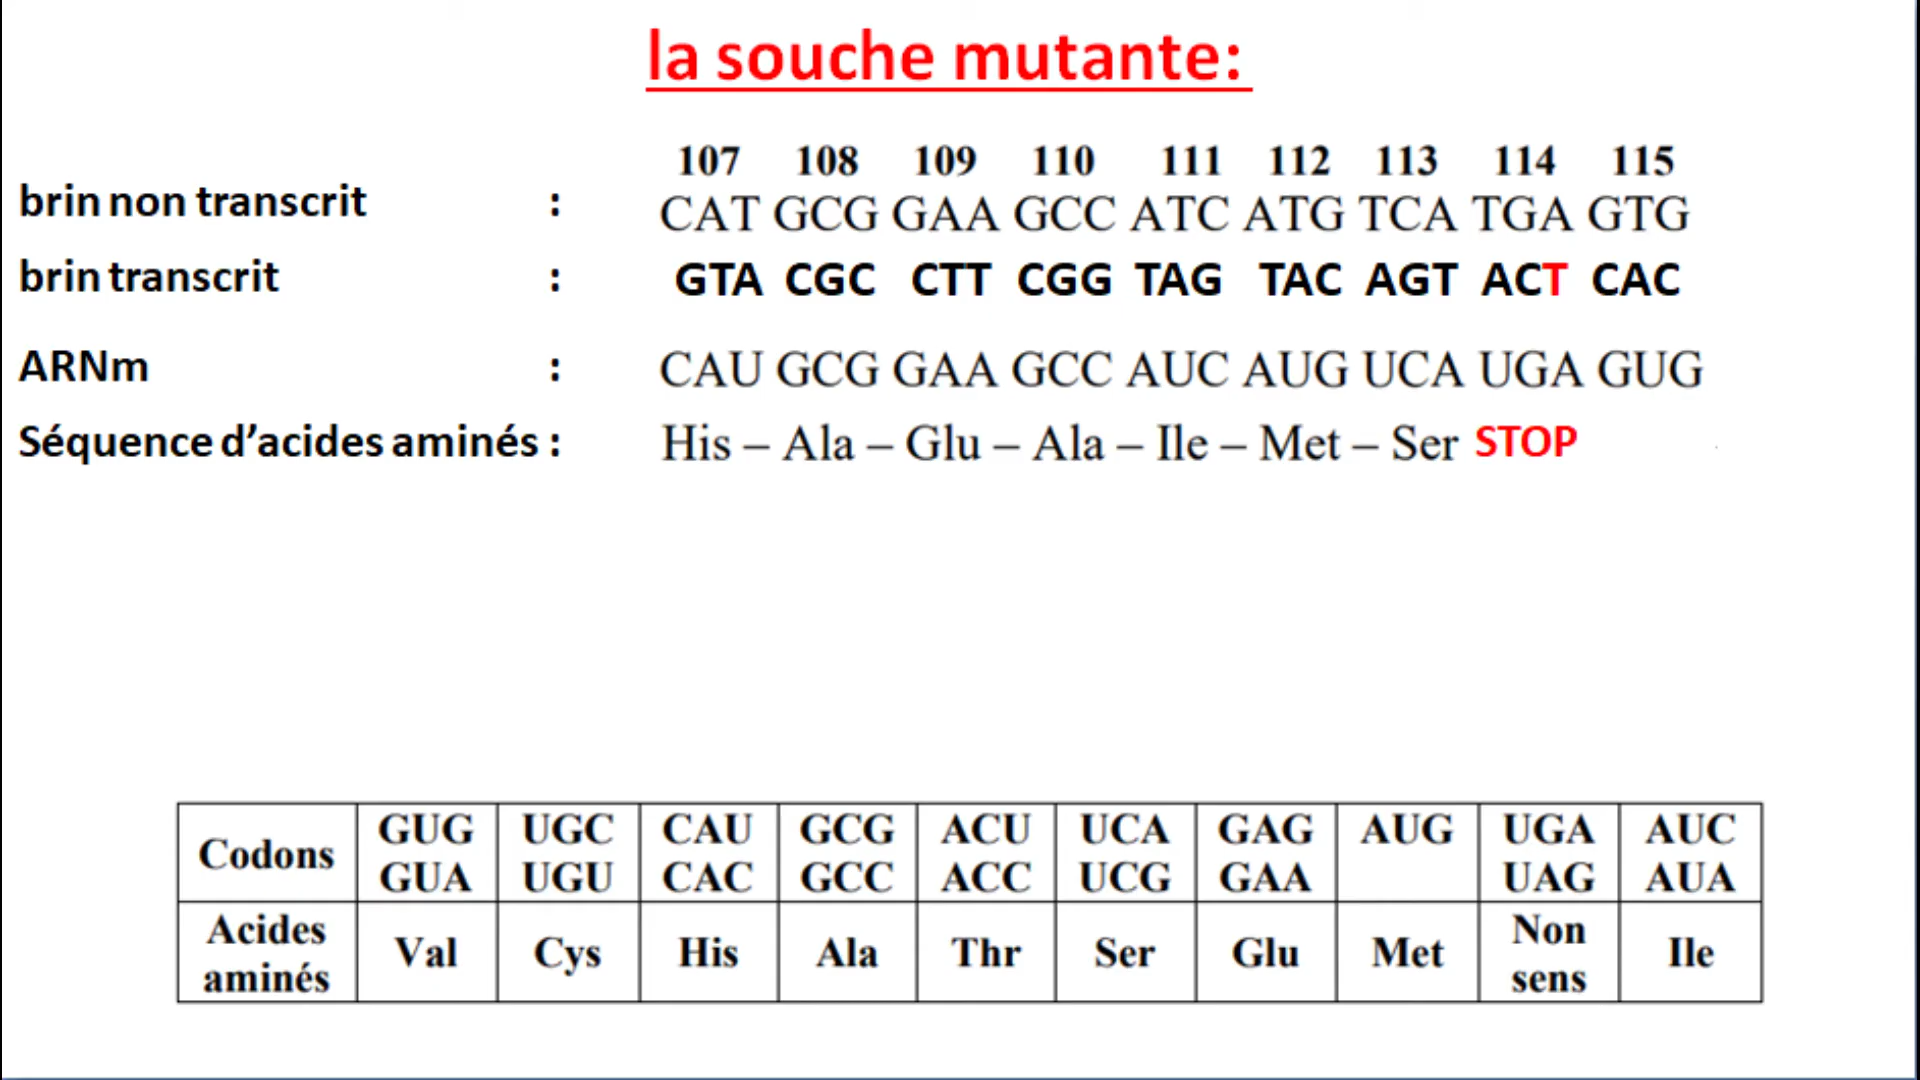 la souche mutante:
107 108 109 110 111 112 113 114 115
brin non transcrit : CAT GCG GAA GCC ATC ATG TCA TGA GTG
brin transcrit : GTA CGC CTT CGG TAG TAC AGT ACT CAC
ARNm : CAU GCG GAA GCC AUC AUG UCA UGA GUG
Séquence d’acides aminés : His – Ala – Glu – Ala – Ile – Met – Ser STOP
Codons GUG UGC CAU GCG ACU UCA GAG AUG UGA AUC
GUA UGU CAC GCC ACC UCG GAA UAG AUA
Acides aminés Val Cys His Ala Thr Ser Glu Met Non sens Ile